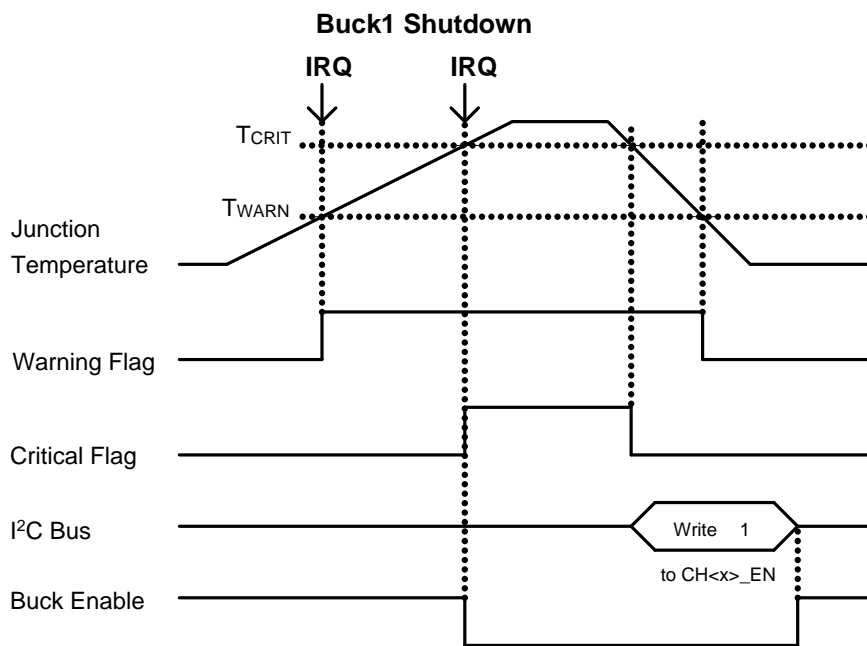 Buck1 Shutdown
IRQ IRQ
TCRIT
TWARN
Junction
Temperature
Warning Flag
Critical Flag
I²C Bus
Write 1
to CH<x>_EN
Buck Enable